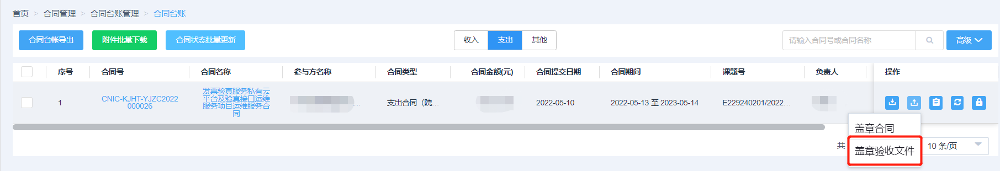 首页 > 合同管理 > 合同台账管理 > 合同台账
合同台帐导出 附件批量下载 合同状态批量更新 收入 支出 其他 请输入合同号或合同名称 高级
序号 合同号 合同名称 参与方名称 合同类型 合同金额(元) 合同提交日期 合同期间 课题号 负责人 操作
1
CNIC-KJHT-YJZC2022
000026
发票验真服务私有云
平台及验真接口运维
服务项目运维服务合
同
...
支出合同（院...
2022-05-10
2022-05-13 至 2023-05-14
E229240201/2022...
盖章合同
盖章验收文件
共
10 条/页